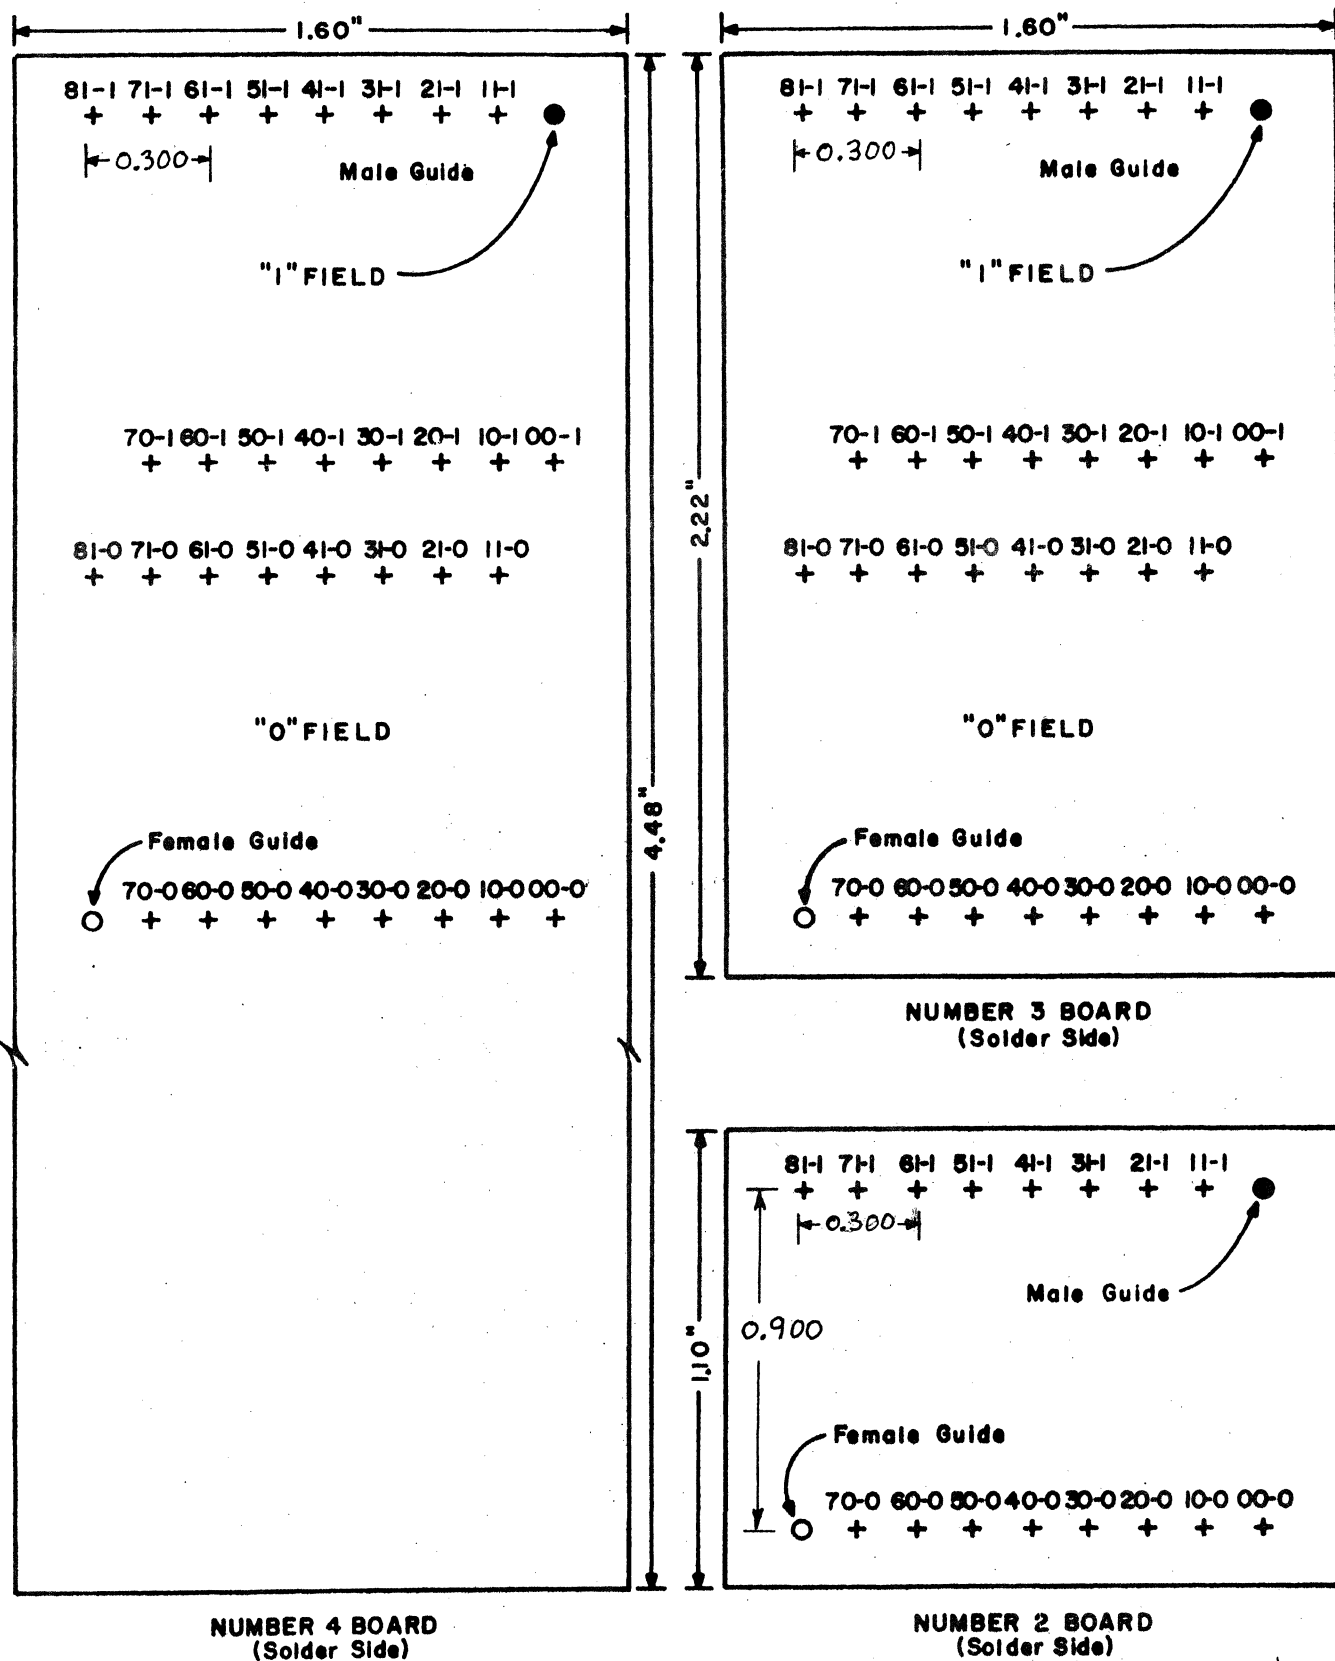 1.60"
81-1 71-1 61-1 51-1 41-1 31-1 21-1 11-1
0.300
Male Guide
"1" FIELD
70-1 60-1 50-1 40-1 30-1 20-1 10-1 00-1
81-0 71-0 61-0 51-0 41-0 31-0 21-0 11-0
"0" FIELD
Female Guide
70-0 60-0 50-0 40-0 30-0 20-0 10-0 00-0
4.48"
NUMBER 4 BOARD
(Solder Side)
1.60"
81-1 71-1 61-1 51-1 41-1 31-1 21-1 11-1
0.300
Male Guide
"1" FIELD
70-1 60-1 50-1 40-1 30-1 20-1 10-1 00-1
2.22"
81-0 71-0 61-0 51-0 41-0 31-0 21-0 11-0
"0" FIELD
Female Guide
70-0 60-0 50-0 40-0 30-0 20-0 10-0 00-0
NUMBER 3 BOARD
(Solder Side)
81-1 71-1 61-1 51-1 41-1 31-1 21-1 11-1
0.300
Male Guide
0.900
1.10"
Female Guide
70-0 60-0 50-0 40-0 30-0 20-0 10-0 00-0
NUMBER 2 BOARD
(Solder Side)